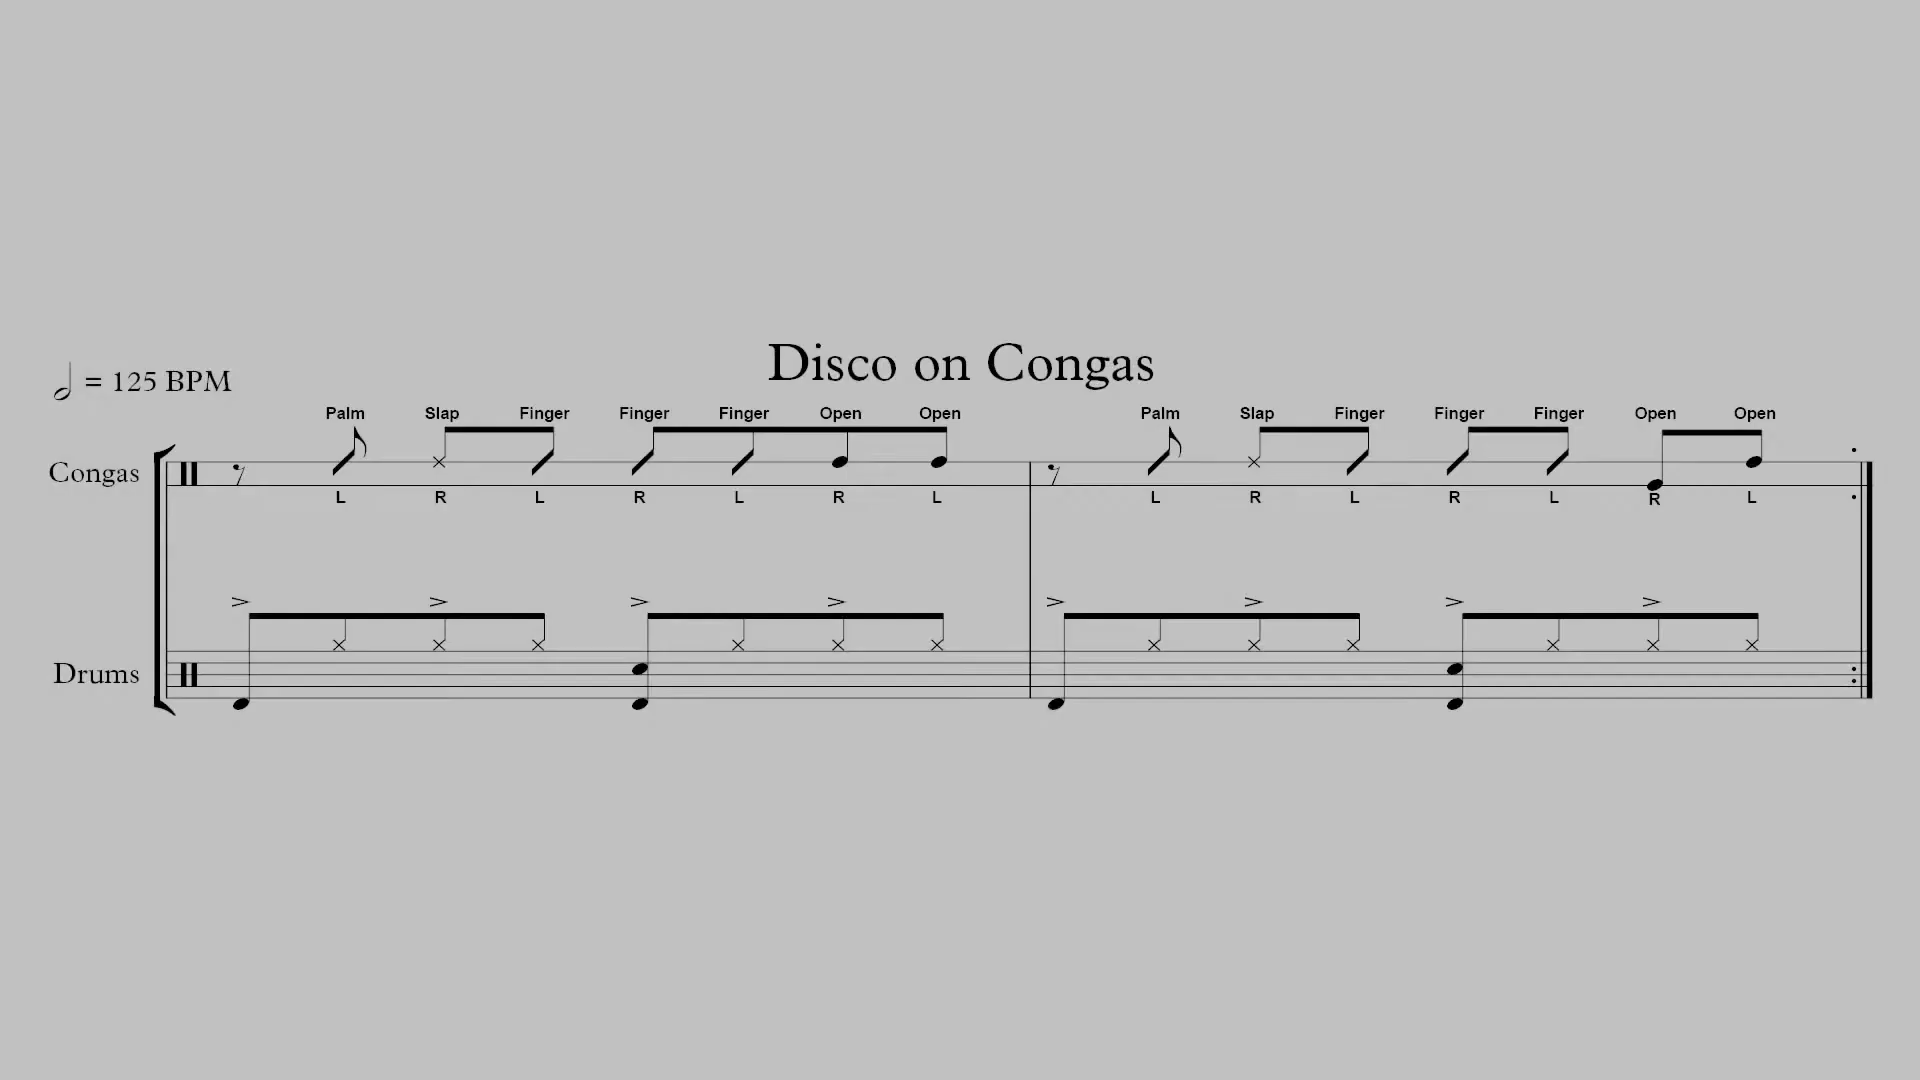 Disco on Congas
= 125 BPM
Palm Slap Finger Finger Finger Open Open Palm Slap Finger Finger Finger Open Open
Congas
L R L R L R L L R L R L R L
Drums